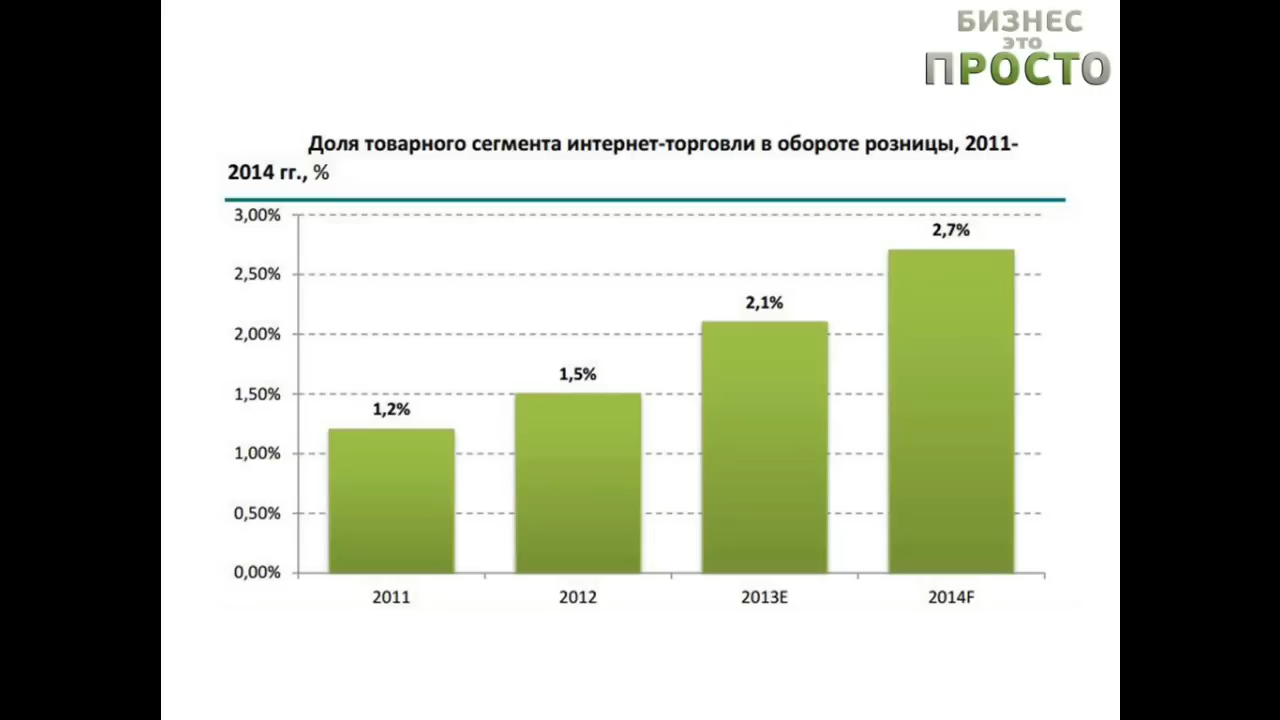 БИЗНЕС
ЭТО
ПРОСТО
Доля товарного сегмента интернет-торговли в обороте розницы, 2011-
2014 гг., %
3,00%
2,7%
2,50%
2,1%
2,00%
1,5%
1,50%
1,2%
1,00%
0,50%
0,00%
2011 2012 2013E 2014F